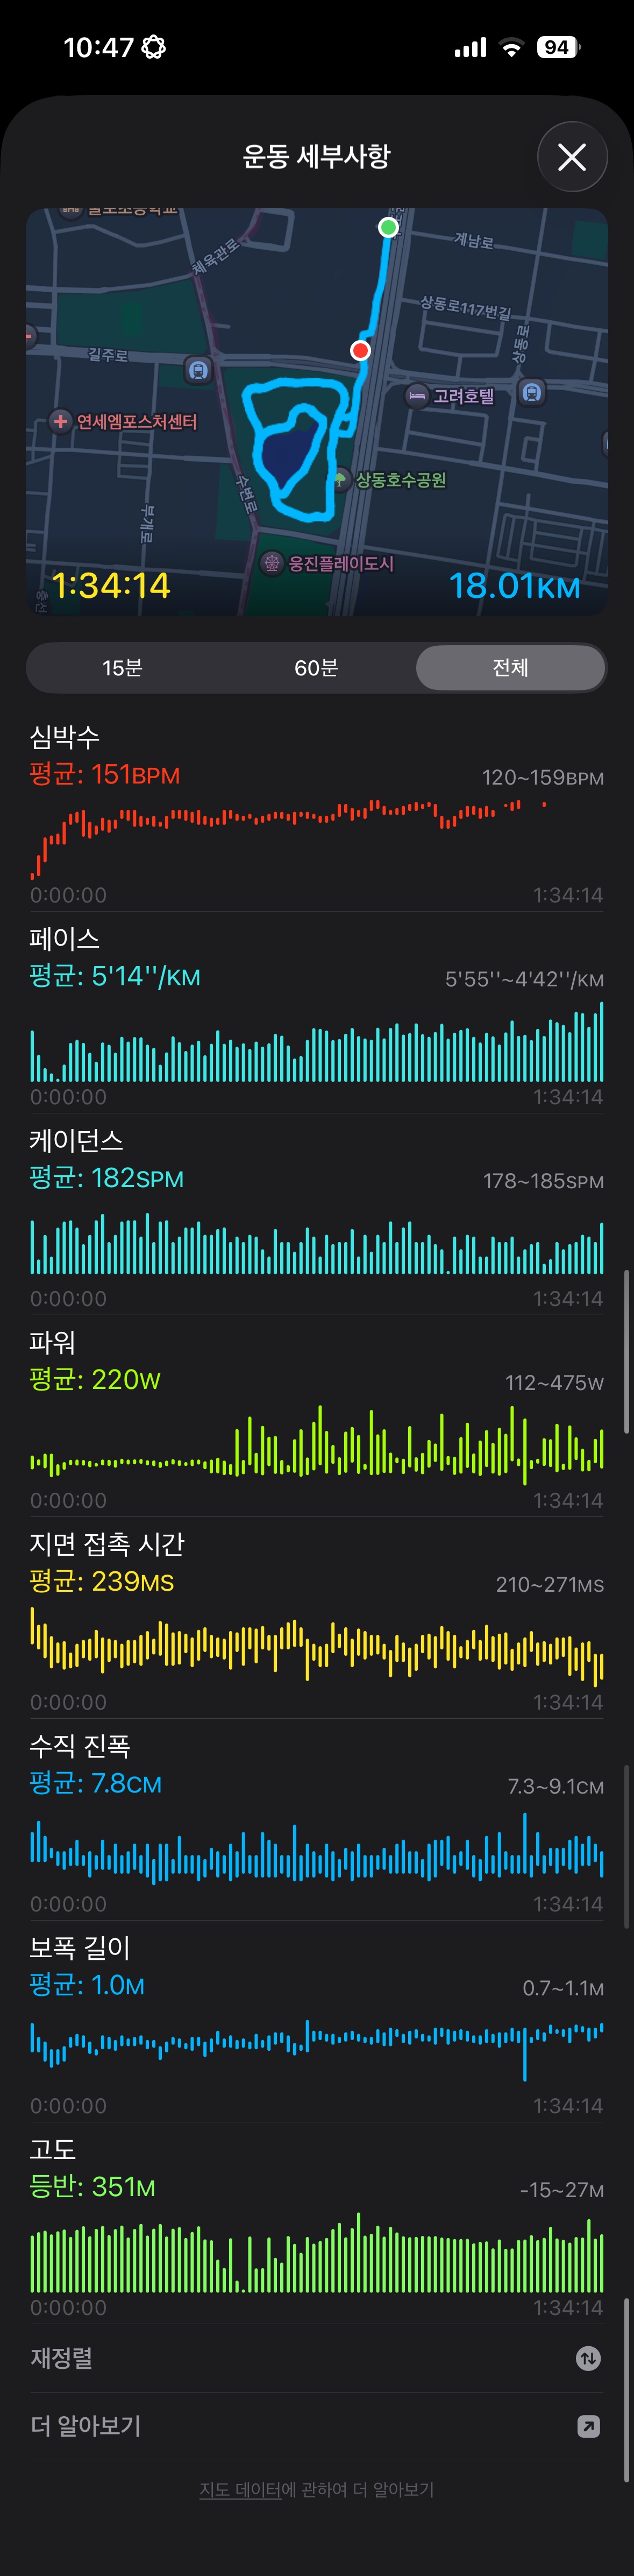 10:47
94
운동 세부사항
체육관로
계남로
상동로117번길
상동로
길주로
고려호텔
연세엠포스처센터
수변로
상동호수공원
부개로
웅진플레이도시
1:34:14
18.01KM
15분
60분
전체
심박수
평균: 151BPM
120~159BPM
0:00:00
1:34:14
페이스
평균: 5'14''/KM
5'55''~4'42''/KM
0:00:00
1:34:14
케이던스
평균: 182SPM
178~185SPM
0:00:00
1:34:14
파워
평균: 220W
112~475W
0:00:00
1:34:14
지면 접촉 시간
평균: 239MS
210~271MS
0:00:00
1:34:14
수직 진폭
평균: 7.8CM
7.3~9.1CM
0:00:00
1:34:14
보폭 길이
평균: 1.0M
0.7~1.1M
0:00:00
1:34:14
고도
등반: 351M
-15~27M
0:00:00
1:34:14
재정렬
더 알아보기
지도 데이터에 관하여 더 알아보기